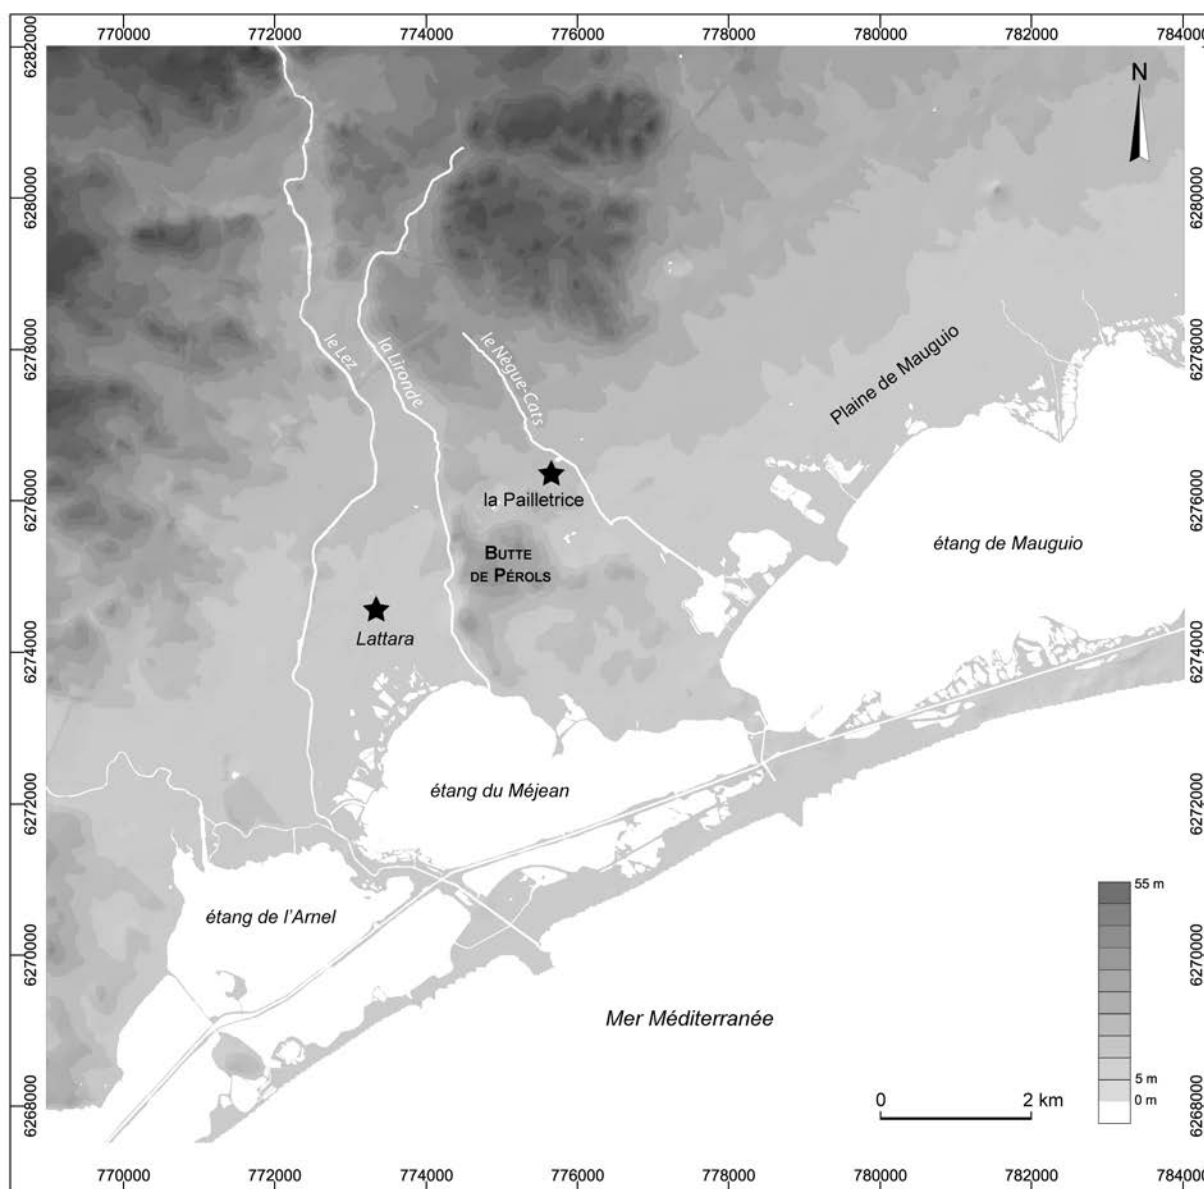 770000 772000 774000 776000 778000 780000 782000 784000
6282000
6282000
N
6280000
6280000
le Lez
la Lironde
le Nègue-Cats
6278000
6278000
Plaine de Mauguio
la Pailletrice
6276000
6276000
étang de Mauguio
BUTTE
DE PÉROLS
Lattara
6274000
6274000
étang du Méjean
6272000
6272000
étang de l'Arnel
55 m
6270000
6270000
Mer Méditerranée
5 m
0 m
0 2 km
6268000
6268000
770000 772000 774000 776000 778000 780000 782000 784000